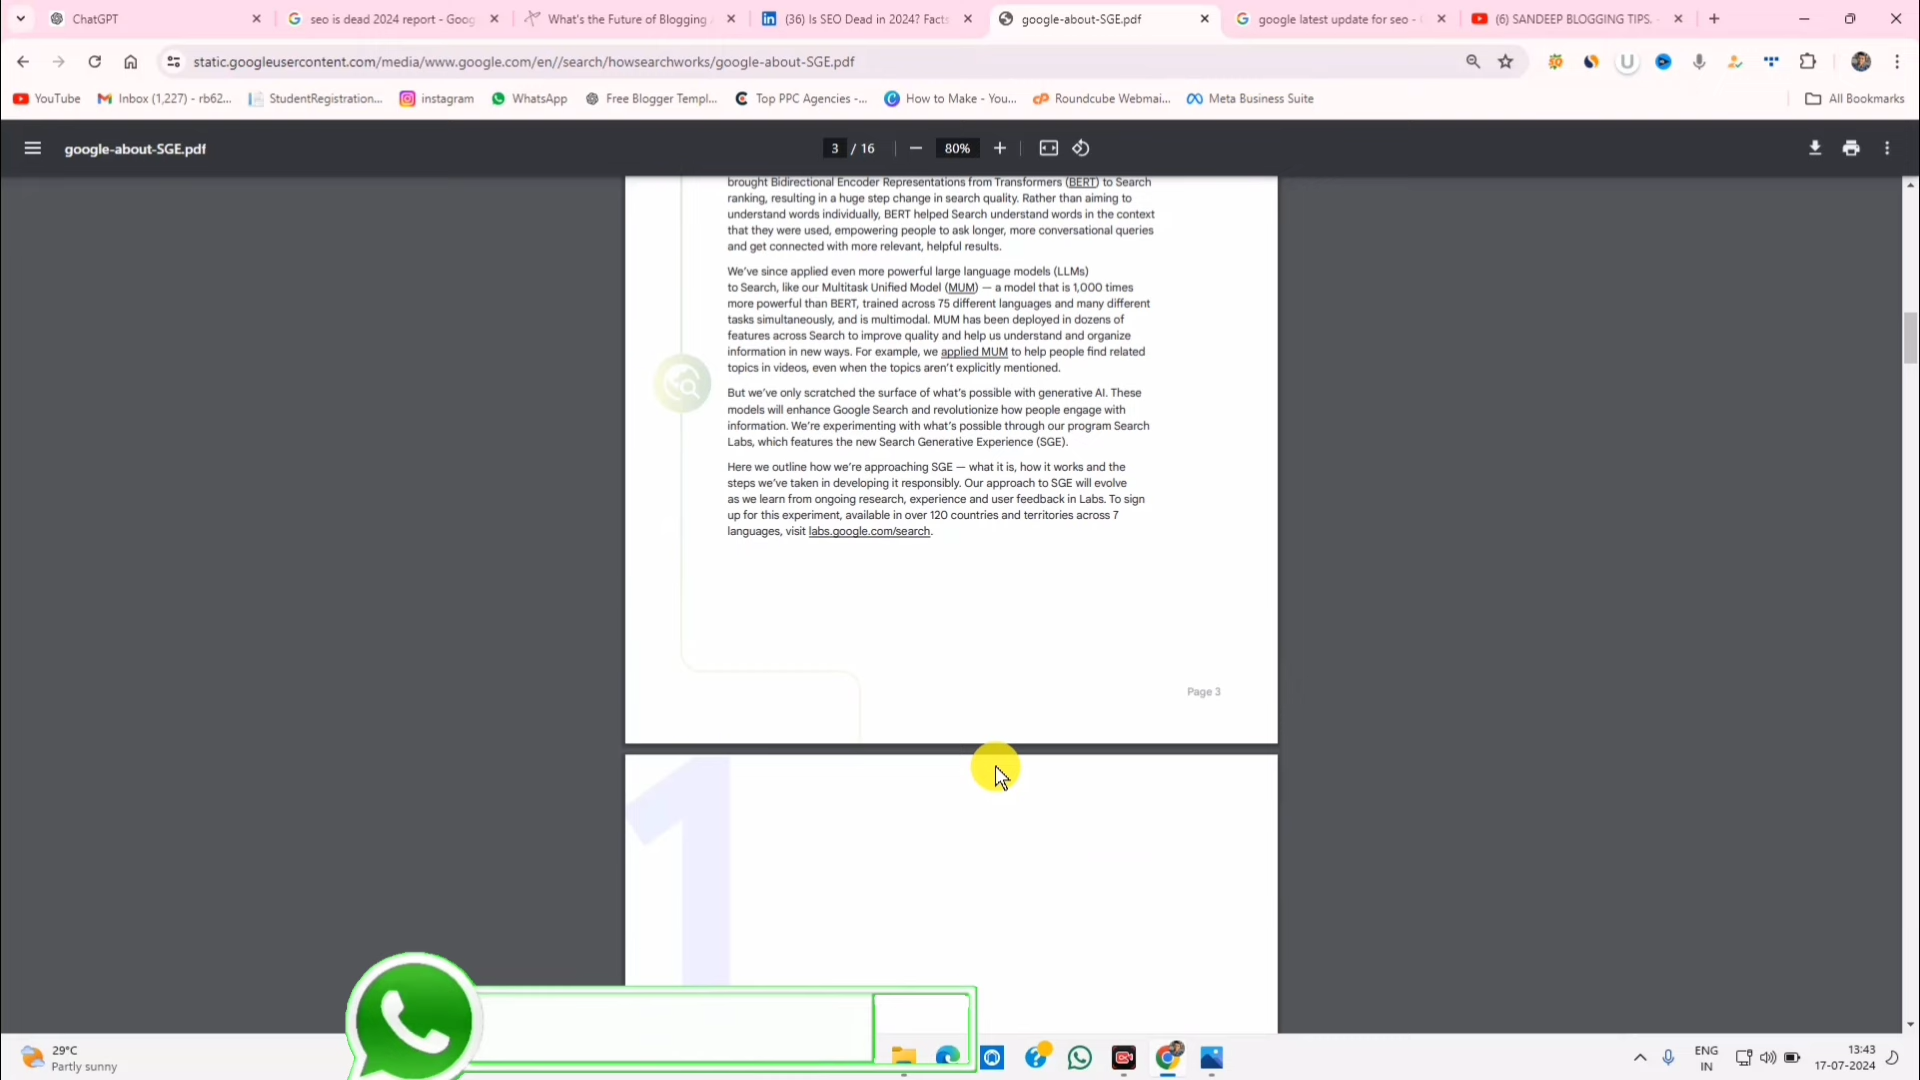 ChatGPT
seo is dead 2024 report - Goog
What's the Future of Blogging
(36) Is SEO Dead in 2024? Fact
google-about-SGE.pdf
google latest update for seo -
(6) SANDEEP BLOGGING TIPS.
static.googleusercontent.com/media/www.google.com/en//search/howsearchworks/google-about-SGE.pdf
YouTube
Inbox (1,227) - rb62...
StudentRegistration...
instagram
WhatsApp
Free Blogger Templ...
Top PPC Agencies -...
How to Make - You...
Roundcube Webmai...
Meta Business Suite
All Bookmarks
google-about-SGE.pdf
3 / 16
80%
brought Bidirectional Encoder Representations from Transformers (BERT) to Search
ranking, resulting in a huge step change in search quality. Rather than aiming to
understand words individually, BERT helped Search understand words in the context
that they were used, empowering people to ask longer, more conversational queries
and get connected with more relevant, helpful results.
We've since applied even more powerful large language models (LLMs)
to Search, like our Multitask Unified Model (MUM) — a model that is 1,000 times
more powerful than BERT, trained across 75 different languages and many different
tasks simultaneously, and is multimodal. MUM has been deployed in dozens of
features across Search to improve quality and help us understand and organize
information in new ways. For example, we applied MUM to help people find related
topics in videos, even when the topics aren't explicitly mentioned.
But we've only scratched the surface of what's possible with generative AI. These
models will enhance Google Search and revolutionize how people engage with
information. We're experimenting with what's possible through our program Search
Labs, which features the new Search Generative Experience (SGE).
Here we outline how we're approaching SGE — what it is, how it works and the
steps we've taken in developing it responsibly. Our approach to SGE will evolve
as we learn from ongoing research, experience and user feedback in Labs. To sign
up for this experiment, available in over 120 countries and territories across 7
languages, visit labs.google.com/search.
Page 3
1
29°C
Partly sunny
ENG
IN
13:43
17-07-2024